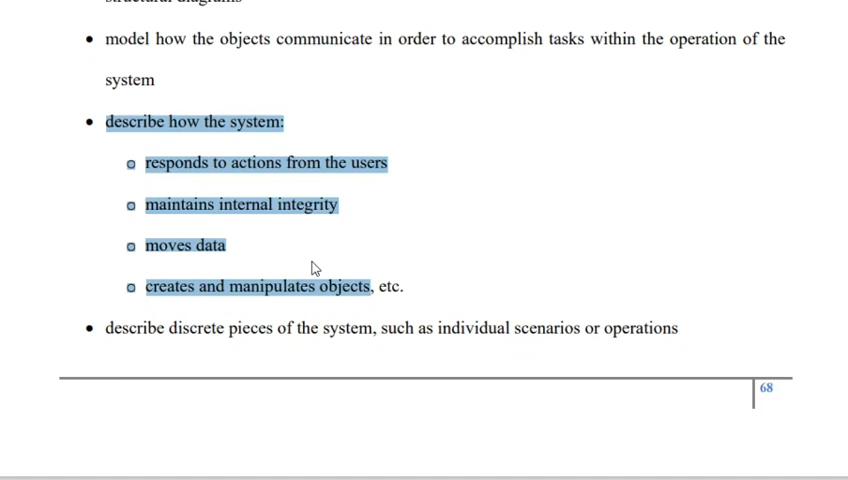 structural diagrams
• model how the objects communicate in order to accomplish tasks within the operation of the
system
• describe how the system:
o responds to actions from the users
o maintains internal integrity
o moves data
o creates and manipulates objects, etc.
• describe discrete pieces of the system, such as individual scenarios or operations
68